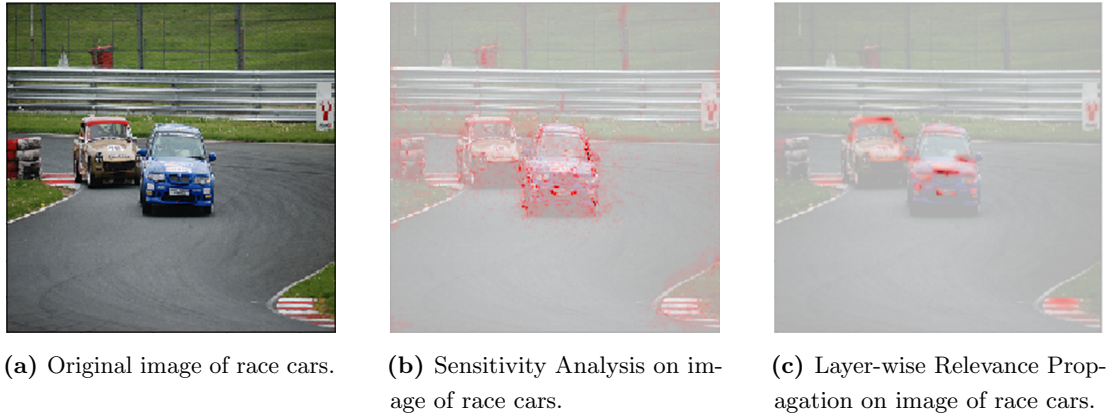 (a) Original image of race cars.
(b) Sensitivity Analysis on im-
age of race cars.
(c) Layer-wise Relevance Prop-
agation on image of race cars.